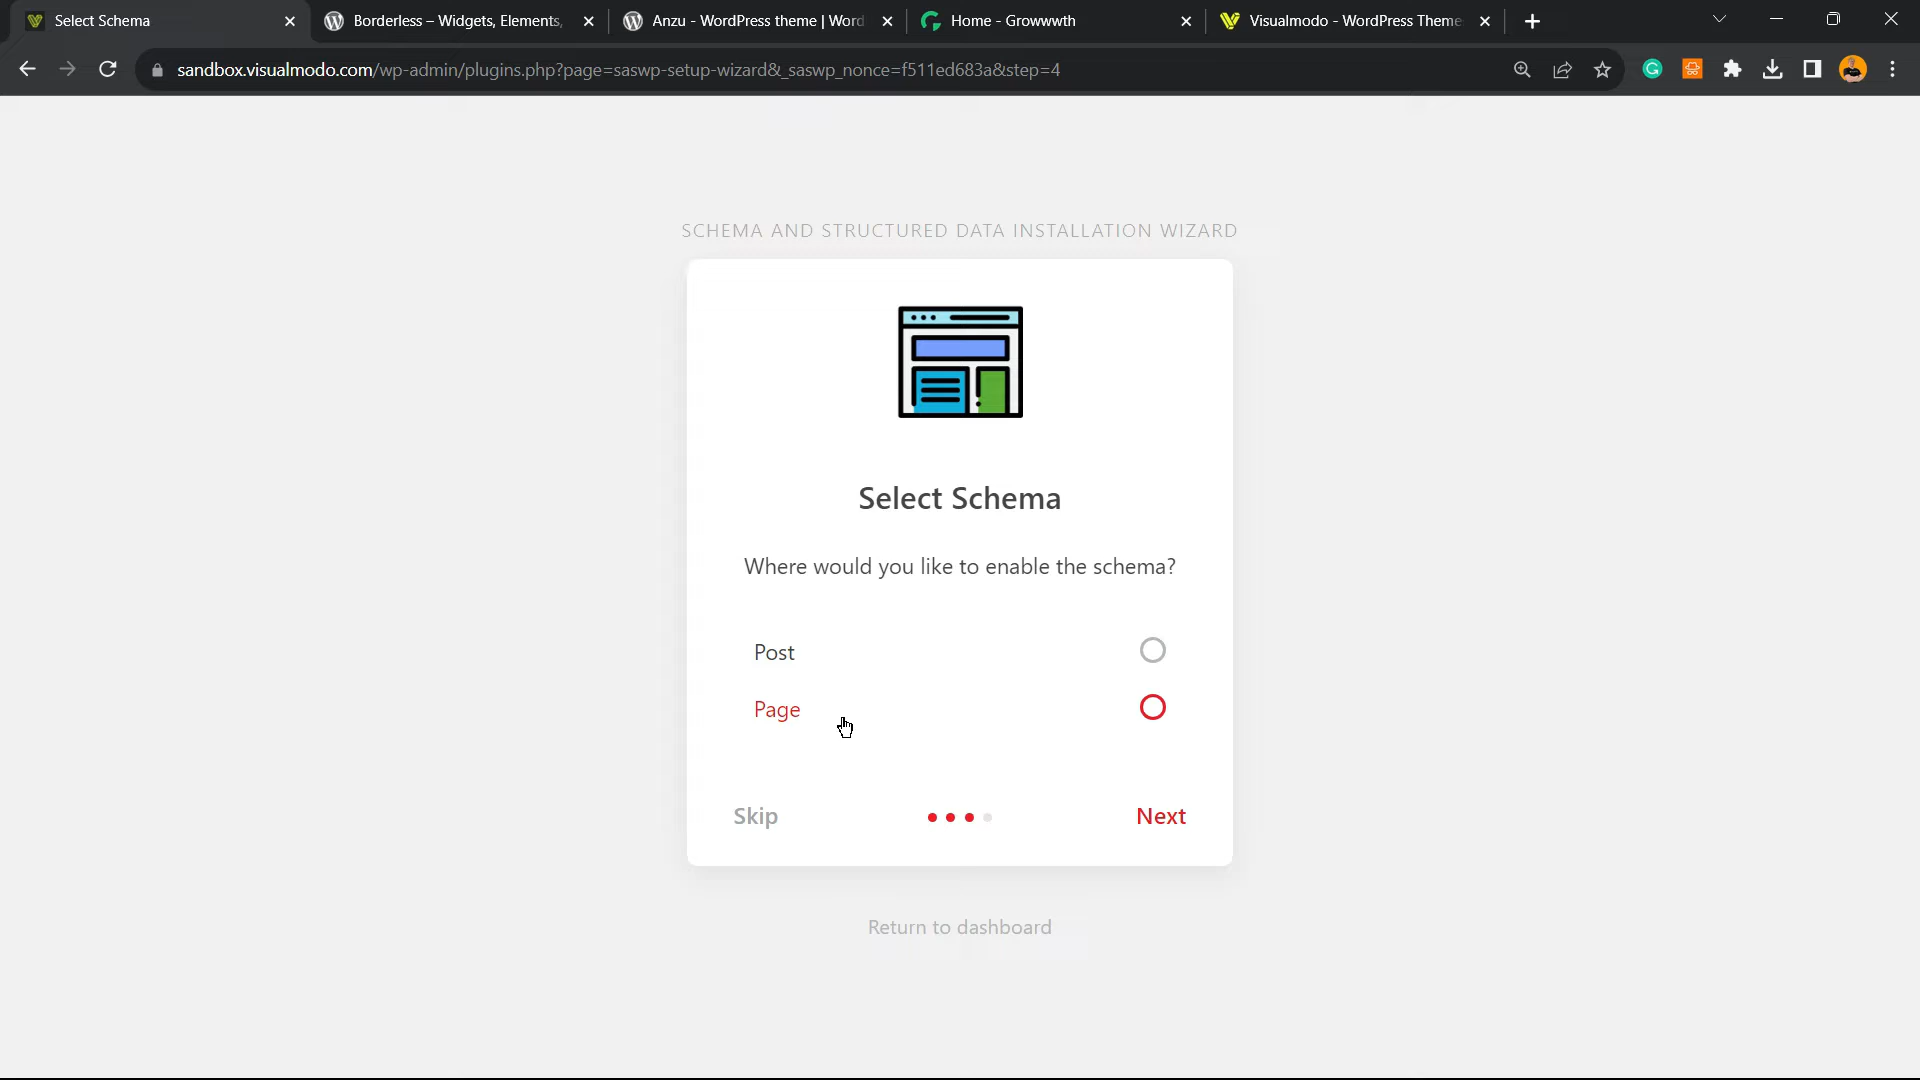 Select Schema
Borderless – Widgets, Elements,
Anzu - WordPress theme | Word
Home - Growwwth
Visualmodo - WordPress Theme
sandbox.visualmodo.com/wp-admin/plugins.php?page=saswp-setup-wizard&_saswp_nonce=f511ed683a&step=4
SCHEMA AND STRUCTURED DATA INSTALLATION WIZARD
Select Schema
Where would you like to enable the schema?
Post
Page
Skip
Next
Return to dashboard